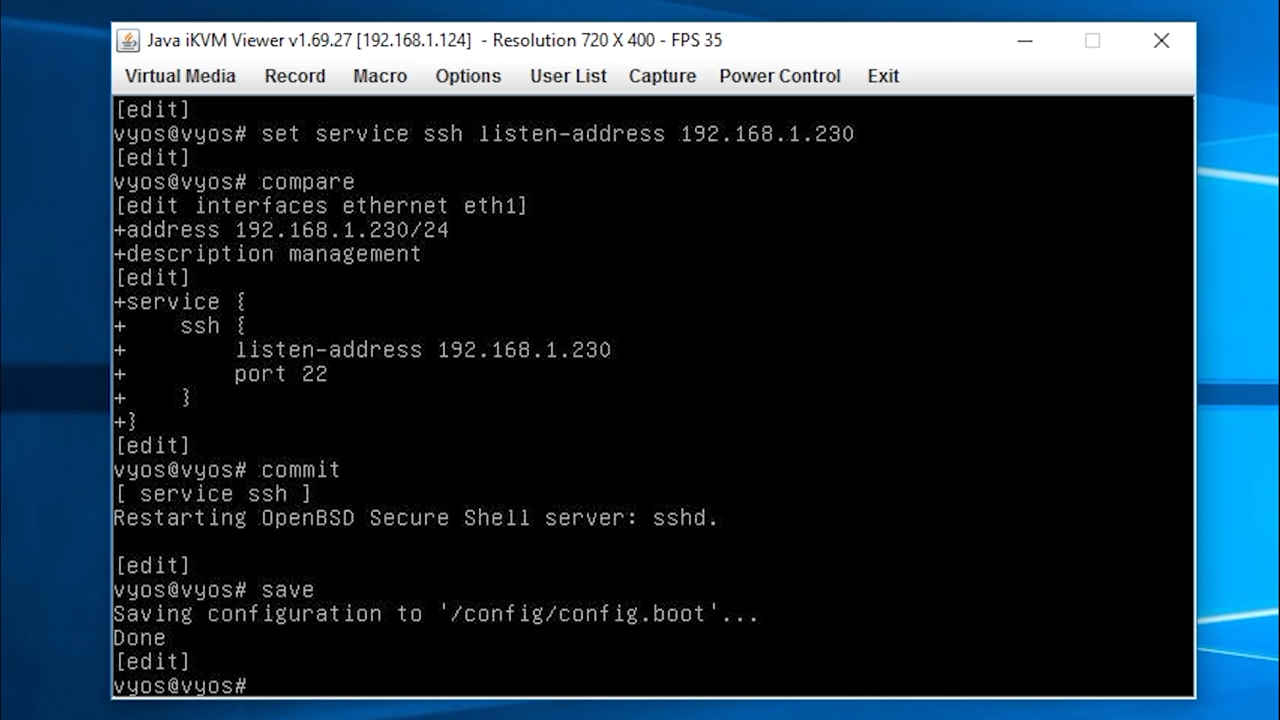 Java iKVM Viewer v1.69.27 [192.168.1.124] - Resolution 720 X 400 - FPS 35
Virtual Media Record Macro Options User List Capture Power Control Exit
[edit]
vyos@vyos# set service ssh listen-address 192.168.1.230
[edit]
vyos@vyos# compare
[edit interfaces ethernet eth1]
+address 192.168.1.230/24
+description management
[edit]
+service {
+    ssh {
+        listen-address 192.168.1.230
+        port 22
+    }
+}
[edit]
vyos@vyos# commit
[ service ssh ]
Restarting OpenBSD Secure Shell server: sshd.
[edit]
vyos@vyos# save
Saving configuration to '/config/config.boot'...
Done
[edit]
vyos@vyos#